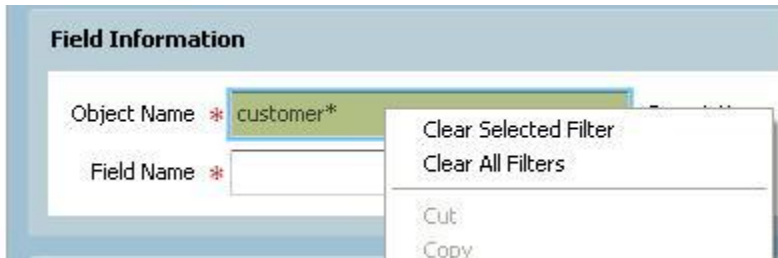 Field Information
Object Name * customer*
Clear Selected Filter
Clear All Filters
Field Name *
Cut
Copy